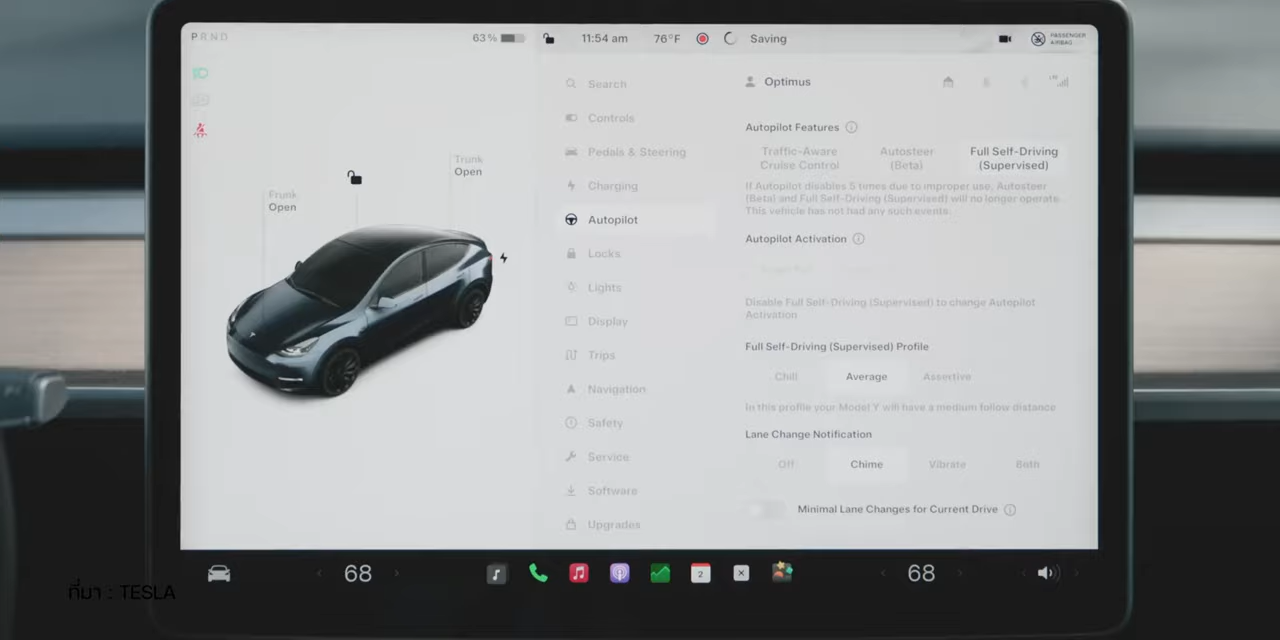 P R N D
63 %
11:54 am
76°F
Saving
PASSENGER
AIRBAG
Frunk
Open
Trunk
Open
Search
Controls
Pedals & Steering
Charging
Autopilot
Locks
Lights
Display
Trips
Navigation
Safety
Service
Software
Upgrades
Optimus
LTE
Autopilot Features
Traffic-Aware
Cruise Control
Autosteer
(Beta)
Full Self-Driving
(Supervised)
If Autopilot disables 5 times due to improper use, Autosteer
(Beta) and Full Self-Driving (Supervised) will no longer operate.
This vehicle has not had any such events.
Autopilot Activation
Disable Full Self-Driving (Supervised) to change Autopilot
Activation
Full Self-Driving (Supervised) Profile
Chill
Average
Assertive
In this profile your Model Y will have a medium follow distance
Lane Change Notification
Off
Chime
Vibrate
Both
Minimal Lane Changes for Current Drive
68
2
68
ที่มา : TESLA